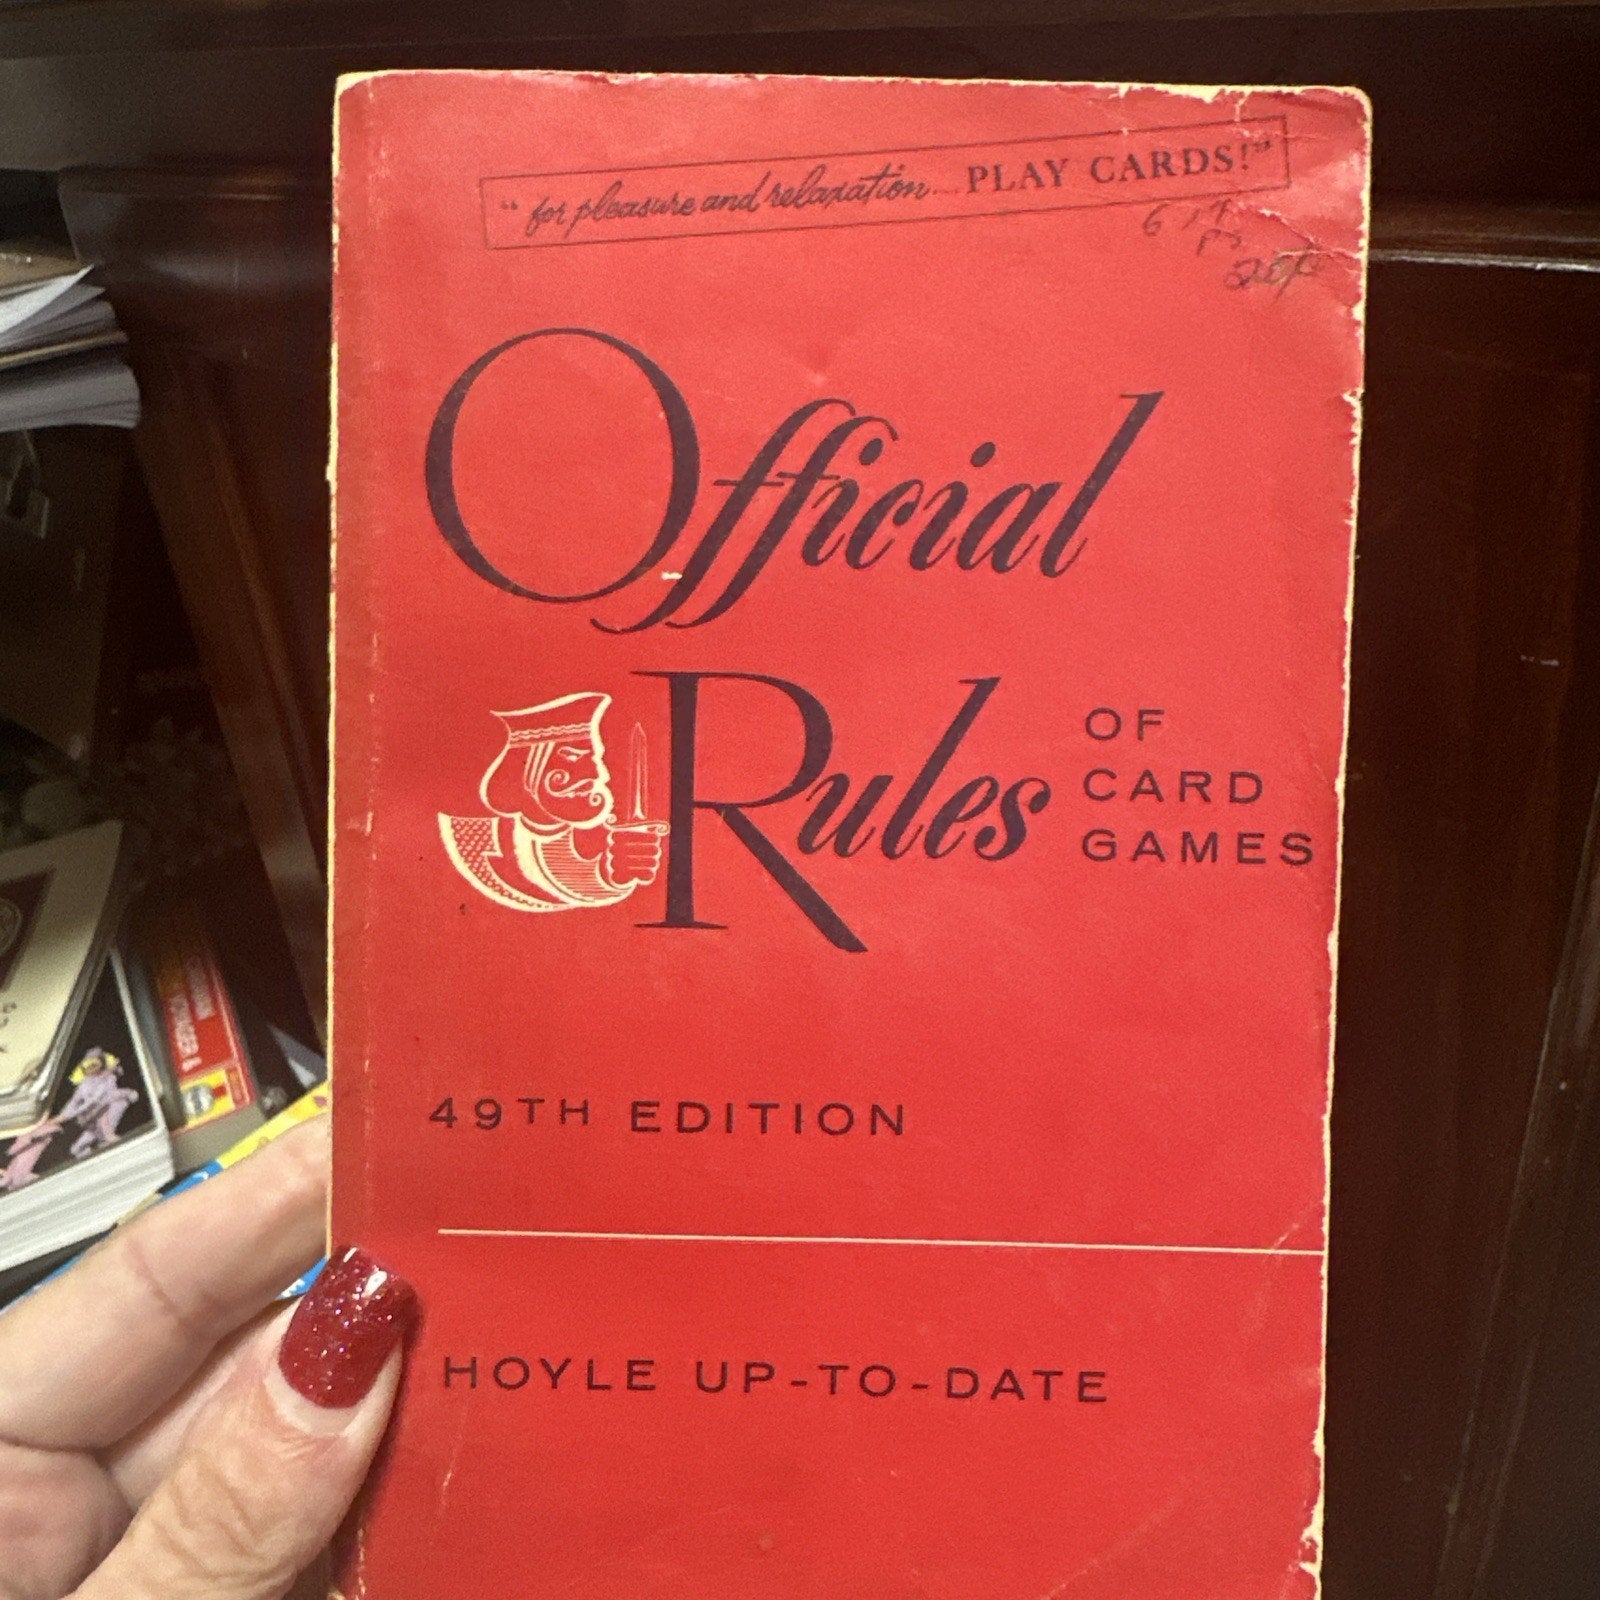 “for pleasure and relaxation... PLAY CARDS!”
Official
Rules
OF
CARD
GAMES
49TH EDITION
HOYLE UP-TO-DATE